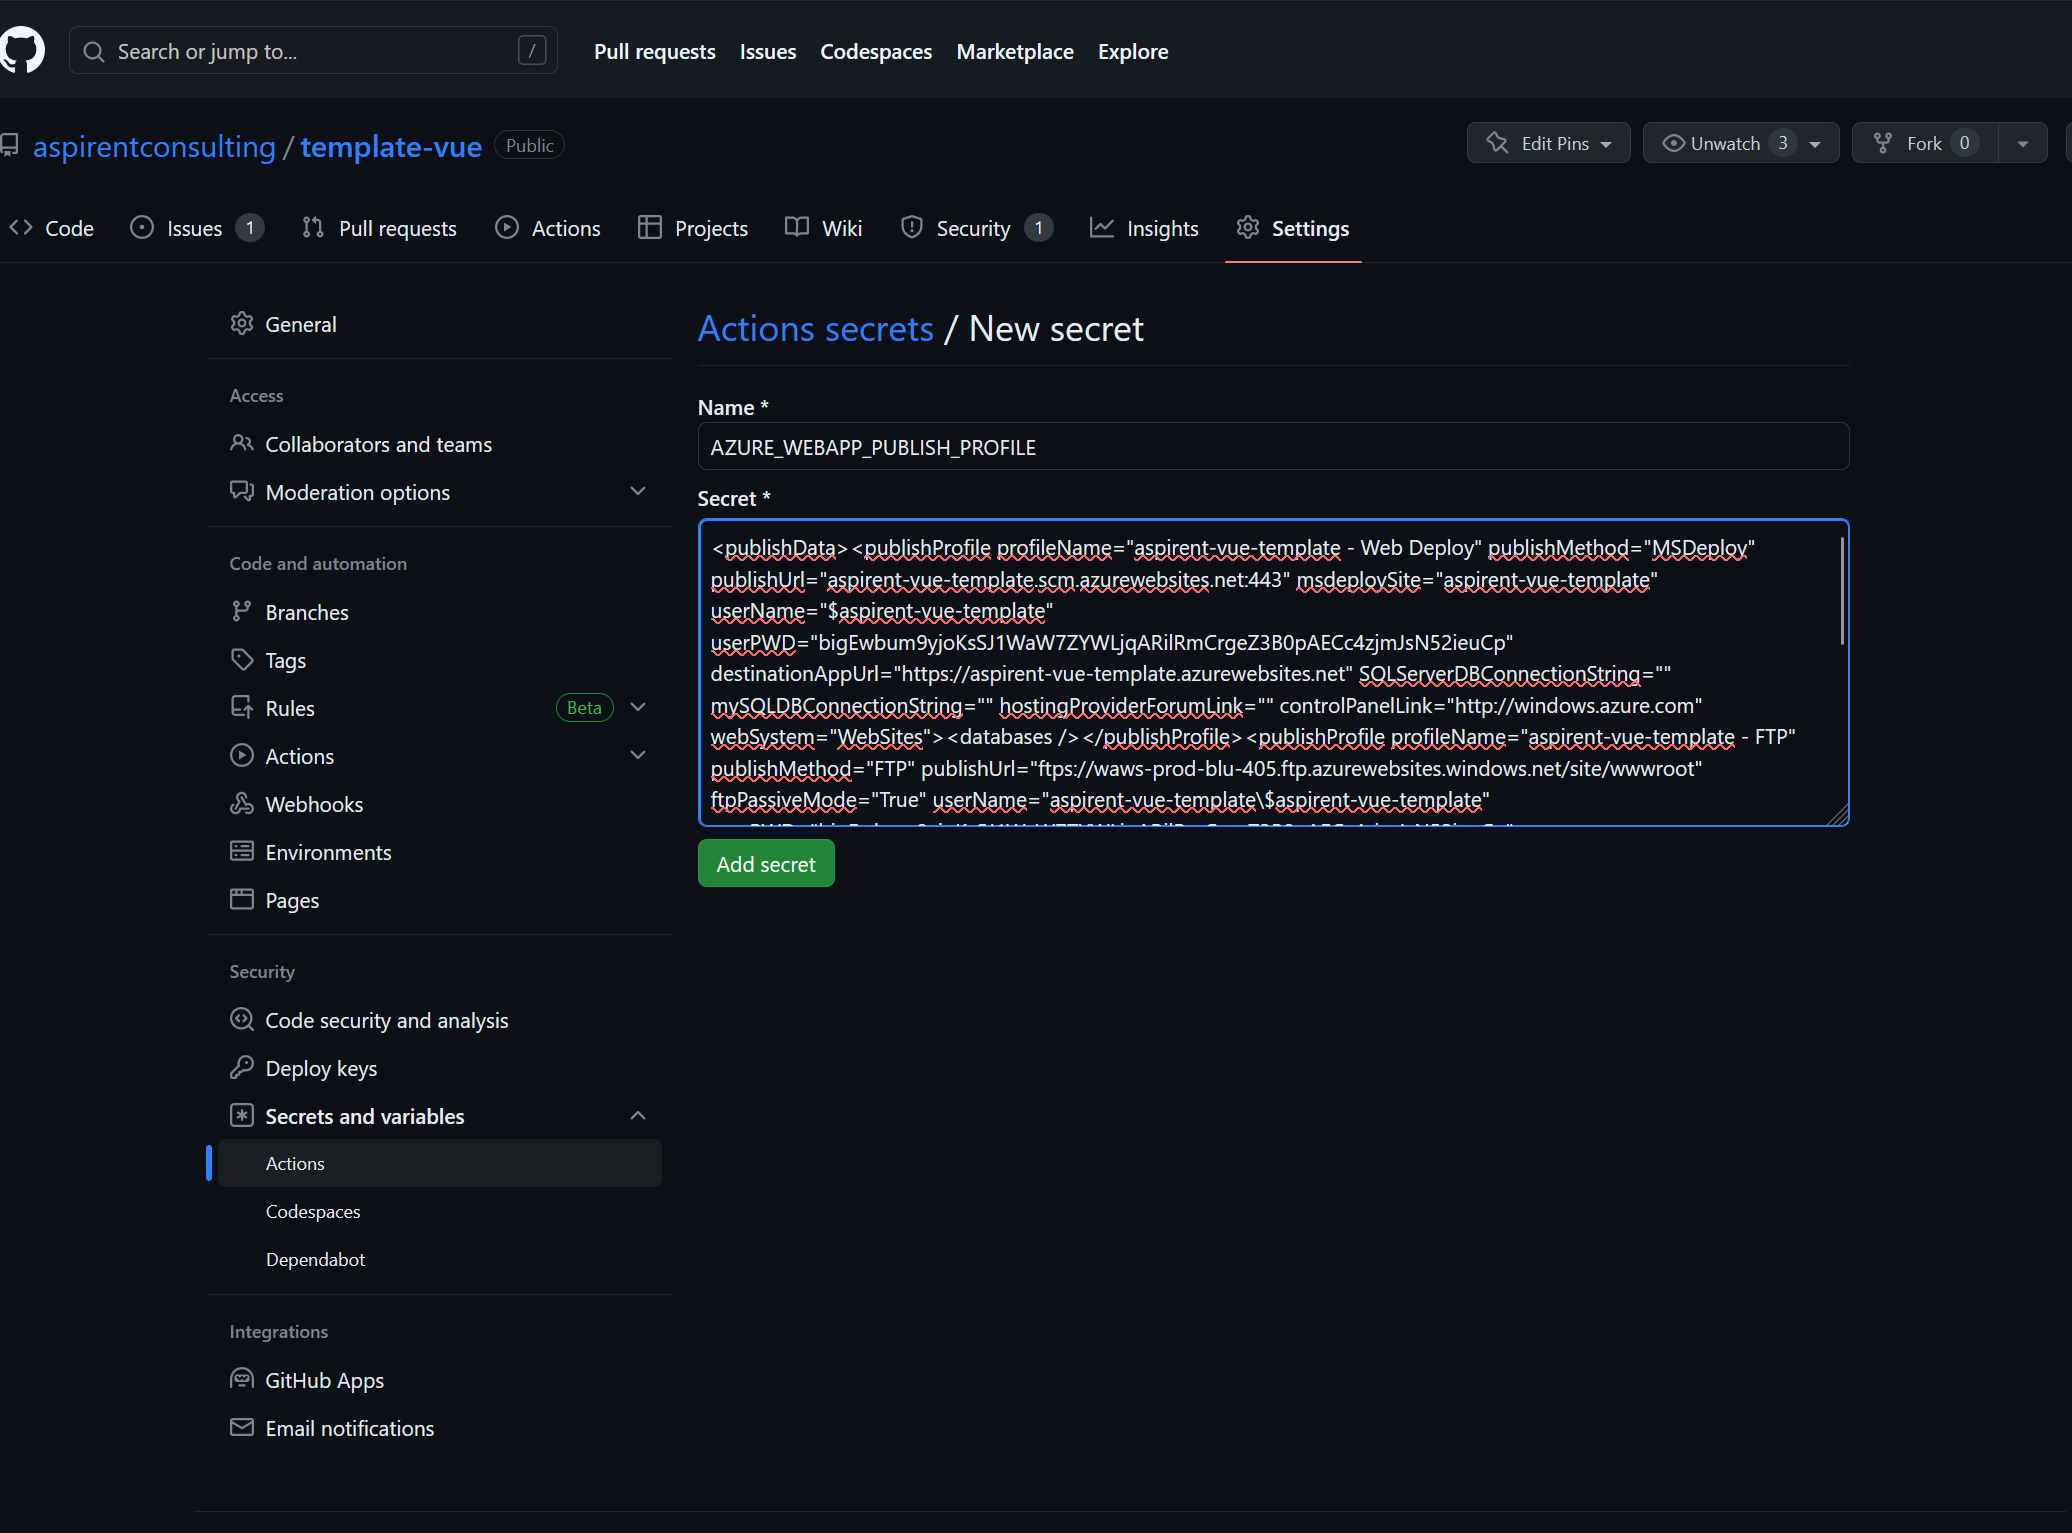 Search or jump to... /
Pull requests Issues Codespaces Marketplace Explore
aspirentconsulting / template-vue Public
Edit Pins Unwatch 3 Fork 0
Code Issues 1 Pull requests Actions Projects Wiki Security 1 Insights Settings
General
Access
Collaborators and teams
Moderation options
Code and automation
Branches
Tags
Rules Beta
Actions
Webhooks
Environments
Pages
Security
Code security and analysis
Deploy keys
Secrets and variables
Actions
Codespaces
Dependabot
Integrations
GitHub Apps
Email notifications
Actions secrets / New secret
Name *
AZURE_WEBAPP_PUBLISH_PROFILE
Secret *
<publishData><publishProfile profileName="aspirent-vue-template - Web Deploy" publishMethod="MSDeploy"
publishUrl="aspirent-vue-template.scm.azurewebsites.net:443" msdeploySite="aspirent-vue-template"
userName="$aspirent-vue-template"
userPWD="bigEwbum9yjoKsSJ1WaW7ZYWLjqARilRmCrgeZ3B0pAECc4zjmJsN52ieuCp"
destinationAppUrl="https://aspirent-vue-template.azurewebsites.net" SQLServerDBConnectionString=""
mySQLDBConnectionString="" hostingProviderForumLink="" controlPanelLink="http://windows.azure.com"
webSystem="WebSites"><databases /></publishProfile><publishProfile profileName="aspirent-vue-template - FTP"
publishMethod="FTP" publishUrl="ftps://waws-prod-blu-405.ftp.azurewebsites.windows.net/site/wwwroot"
ftpPassiveMode="True" userName="aspirent-vue-template\$aspirent-vue-template"
Add secret